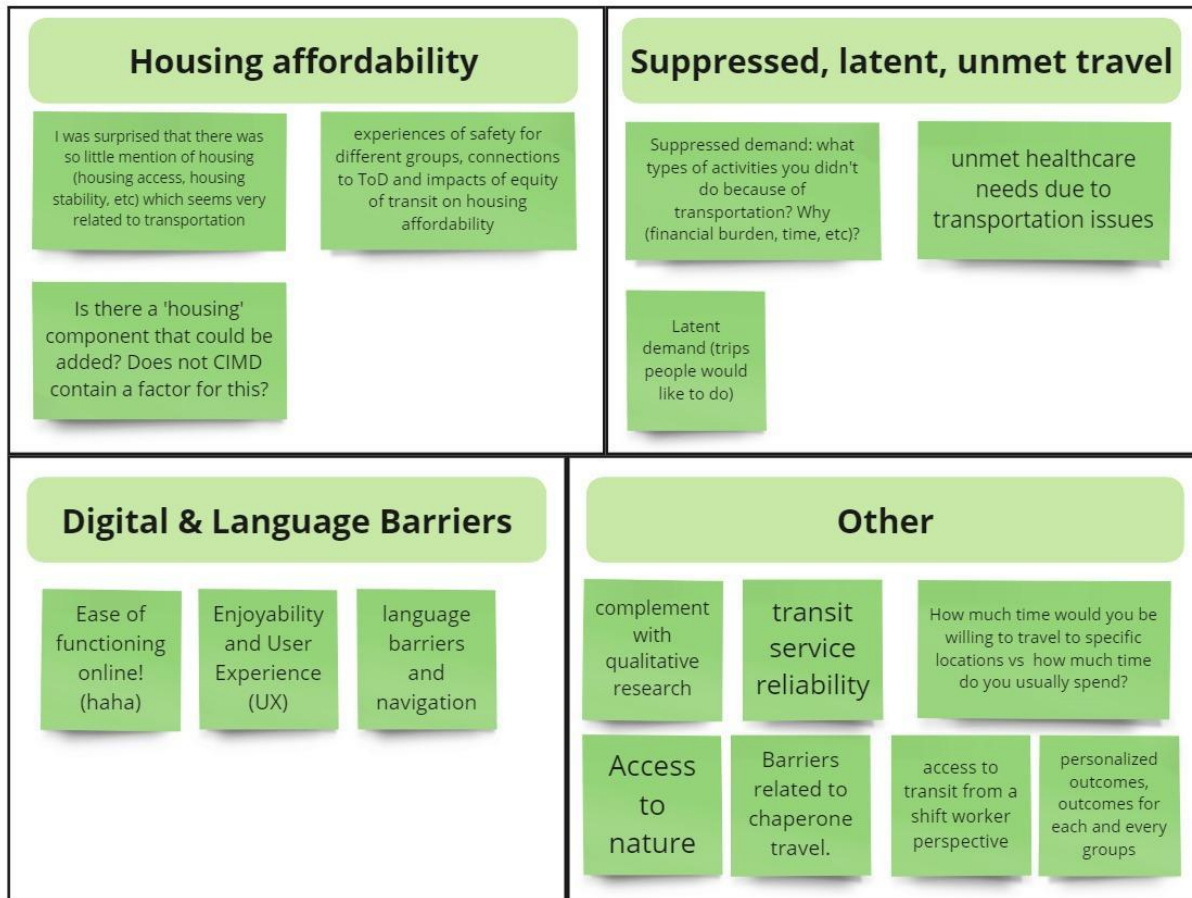 Housing affordability
I was surprised that there was
so little mention of housing
(housing access, housing
stability, etc) which seems very
related to transportation
experiences of safety for
different groups, connections
to ToD and impacts of equity
of transit on housing
affordability
Is there a 'housing'
component that could be
added? Does not CIMD
contain a factor for this?
Suppressed, latent, unmet travel
Suppressed demand: what
types of activities you didn't
do because of
transportation? Why
(financial burden, time, etc)?
unmet healthcare
needs due to
transportation issues
Latent
demand (trips
people would
like to do)
Digital & Language Barriers
Ease of
functioning
online!
(haha)
Enjoyability
and User
Experience
(UX)
language
barriers
and
navigation
Other
complement
with
qualitative
research
transit
service
reliability
How much time would you be
willing to travel to specific
locations vs how much time
do you usually spend?
Access
to
nature
Barriers
related to
chaperone
travel.
access to
transit from a
shift worker
perspective
personalized
outcomes,
outcomes for
each and every
groups